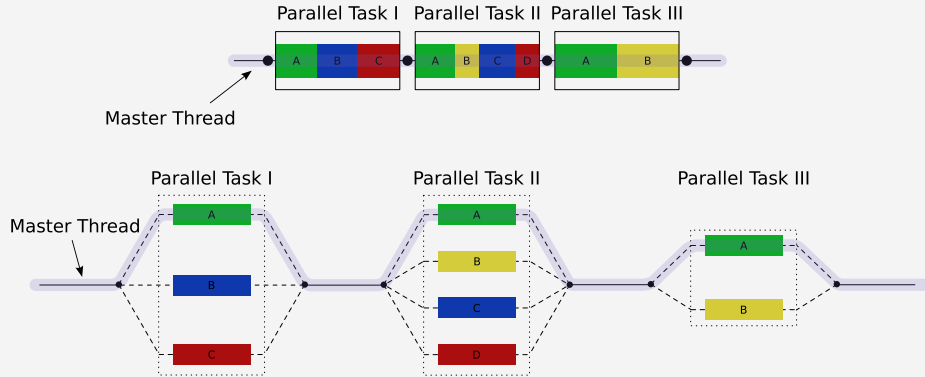 Parallel Task I Parallel Task II Parallel Task III
A B C A B C D A B
Master Thread
Parallel Task I Parallel Task II Parallel Task III
A A
Master Thread
A
B
B
C
B
C D